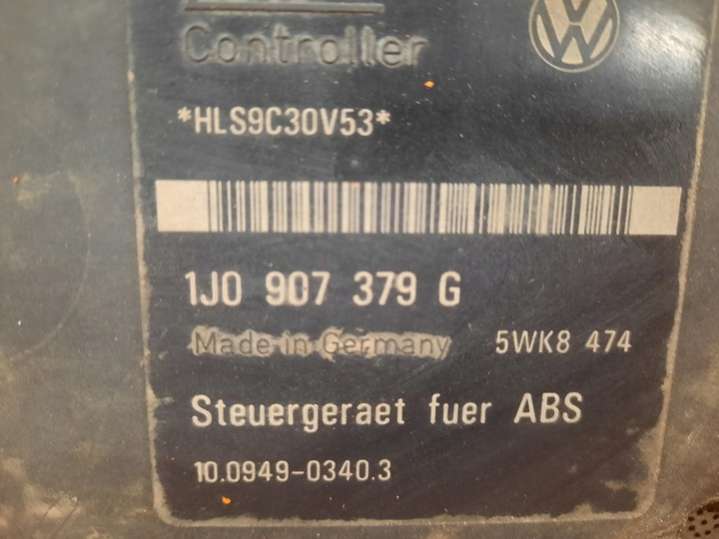 Controller
*HLS9C30V53*
1J0 907 379 G
Made in Germany 5WK8 474
Steuergeraet fuer ABS
10.0949-0340.3